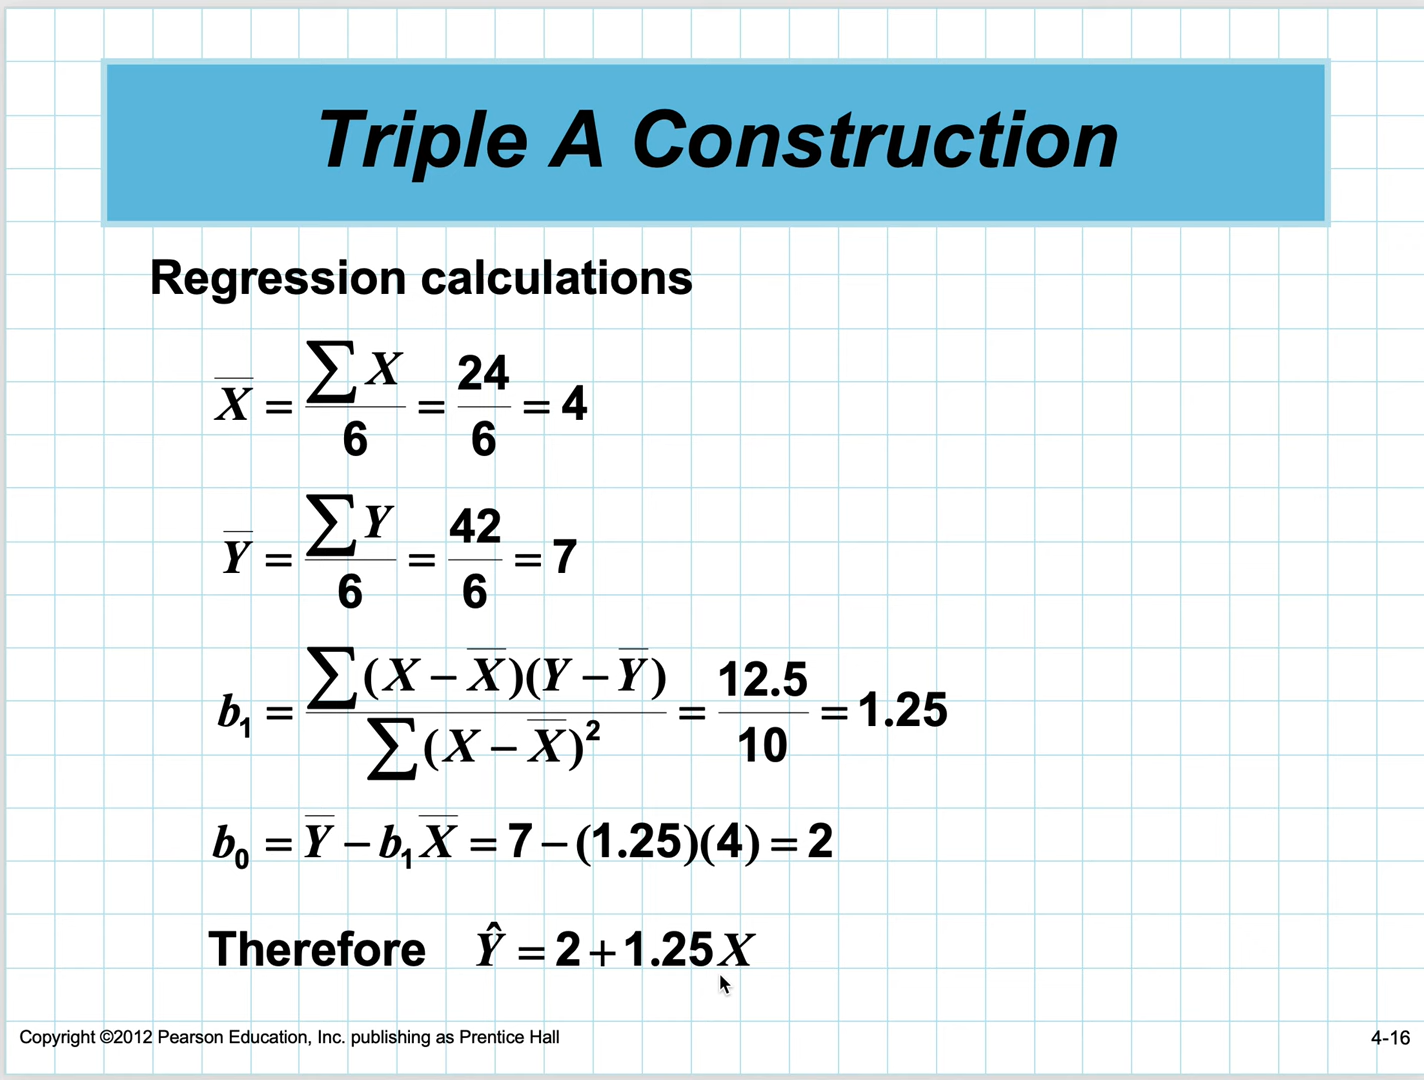 Triple A Construction
Regression calculations
X̅ = ∑X / 6 = 24 / 6 = 4
Y̅ = ∑Y / 6 = 42 / 6 = 7
b₁ = ∑(X − X̅)(Y − Y̅) / ∑(X − X̅)² = 12.5 / 10 = 1.25
b₀ = Y̅ − b₁X̅ = 7 − (1.25)(4) = 2
Therefore Ŷ = 2 + 1.25X
Copyright ©2012 Pearson Education, Inc. publishing as Prentice Hall
4-16